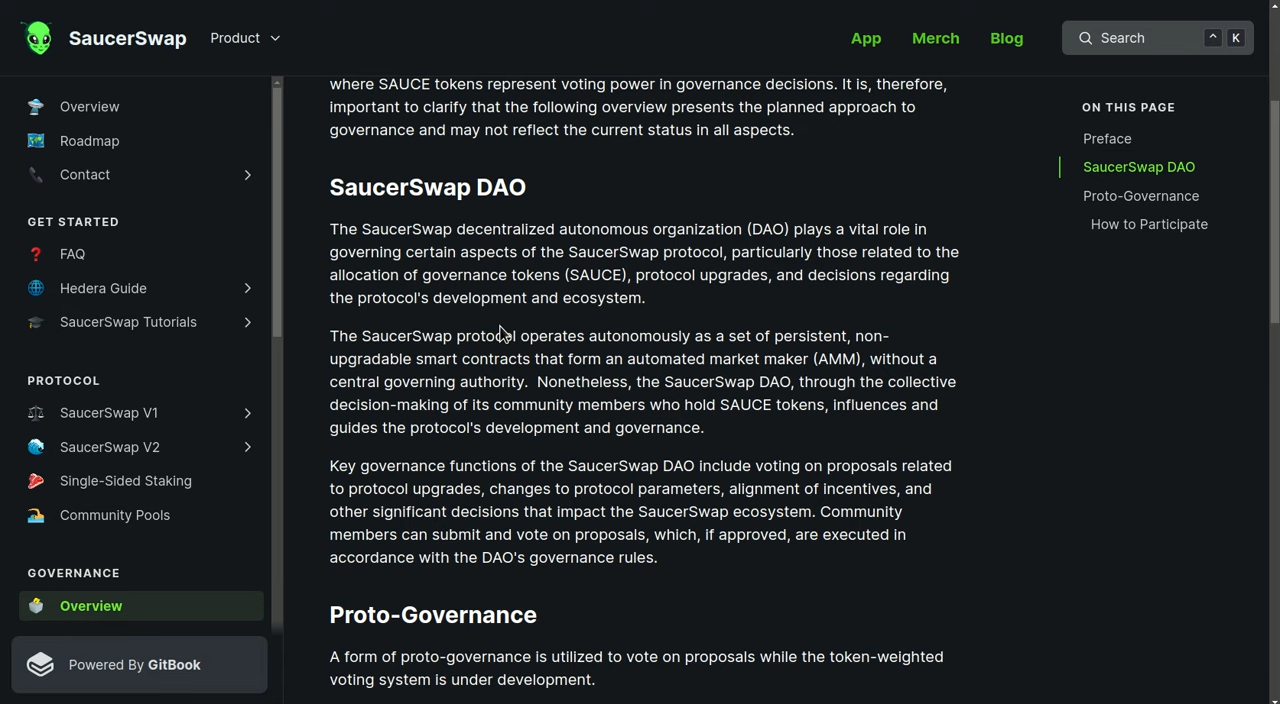 SaucerSwap
Product
App
Merch
Blog
Search
^
K
Overview
Roadmap
Contact
GET STARTED
FAQ
Hedera Guide
SaucerSwap Tutorials
PROTOCOL
SaucerSwap V1
SaucerSwap V2
Single-Sided Staking
Community Pools
GOVERNANCE
Overview
Powered By GitBook
where SAUCE tokens represent voting power in governance decisions. It is, therefore,
important to clarify that the following overview presents the planned approach to
governance and may not reflect the current status in all aspects.
SaucerSwap DAO
The SaucerSwap decentralized autonomous organization (DAO) plays a vital role in
governing certain aspects of the SaucerSwap protocol, particularly those related to the
allocation of governance tokens (SAUCE), protocol upgrades, and decisions regarding
the protocol's development and ecosystem.
The SaucerSwap protocol operates autonomously as a set of persistent, non-
upgradable smart contracts that form an automated market maker (AMM), without a
central governing authority.  Nonetheless, the SaucerSwap DAO, through the collective
decision-making of its community members who hold SAUCE tokens, influences and
guides the protocol's development and governance.
Key governance functions of the SaucerSwap DAO include voting on proposals related
to protocol upgrades, changes to protocol parameters, alignment of incentives, and
other significant decisions that impact the SaucerSwap ecosystem. Community
members can submit and vote on proposals, which, if approved, are executed in
accordance with the DAO's governance rules.
Proto-Governance
A form of proto-governance is utilized to vote on proposals while the token-weighted
voting system is under development.
ON THIS PAGE
Preface
SaucerSwap DAO
Proto-Governance
How to Participate